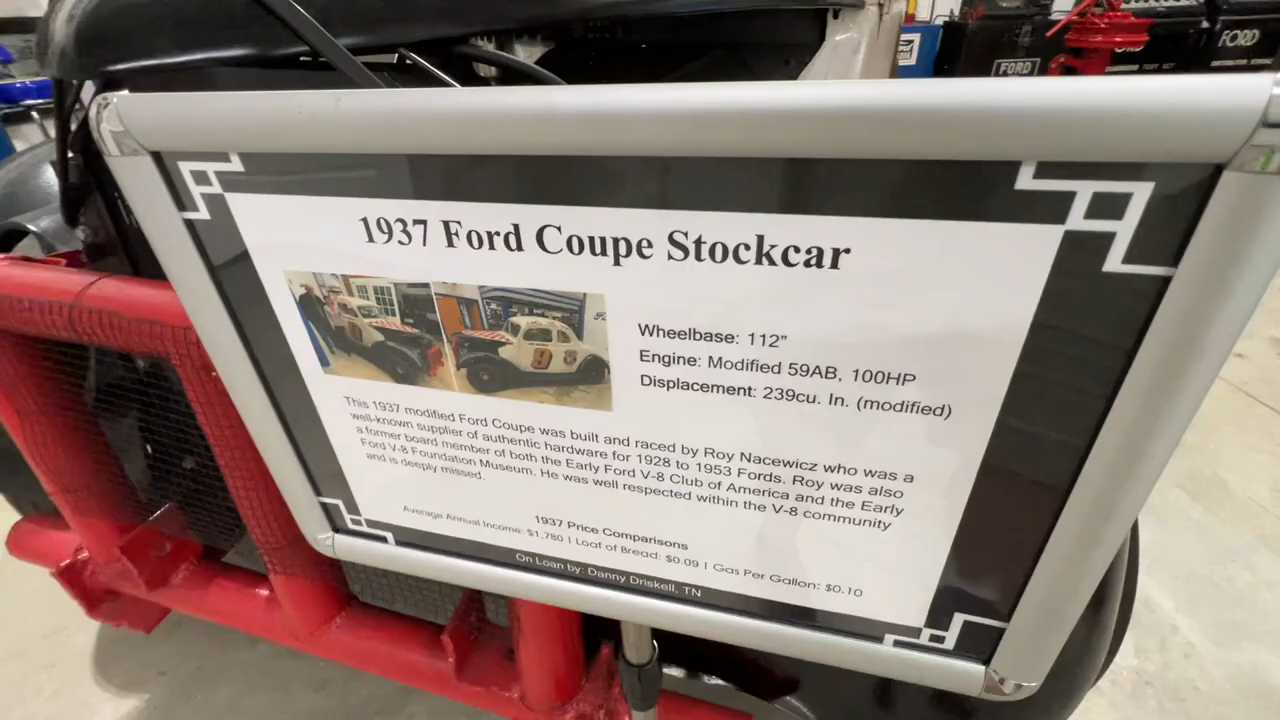 FORD
FORD
1937 Ford Coupe Stockcar
9 8
Wheelbase: 112”
Engine: Modified 59AB, 100HP
Displacement: 239cu. In. (modified)
This 1937 modified Ford Coupe was built and raced by Roy Nacewicz who was a
well-known supplier of authentic hardware for 1928 to 1953 Fords. Roy was also
a former board member of both the Early Ford V-8 Club of America and the Early
Ford V-8 Foundation Museum. He was well respected within the V-8 community
and is deeply missed.
1937 Price Comparisons
Average Annual Income: $1,780 | Loaf of Bread: $0.09 | Gas Per Gallon: $0.10
On Loan by: Danny Driskell, TN